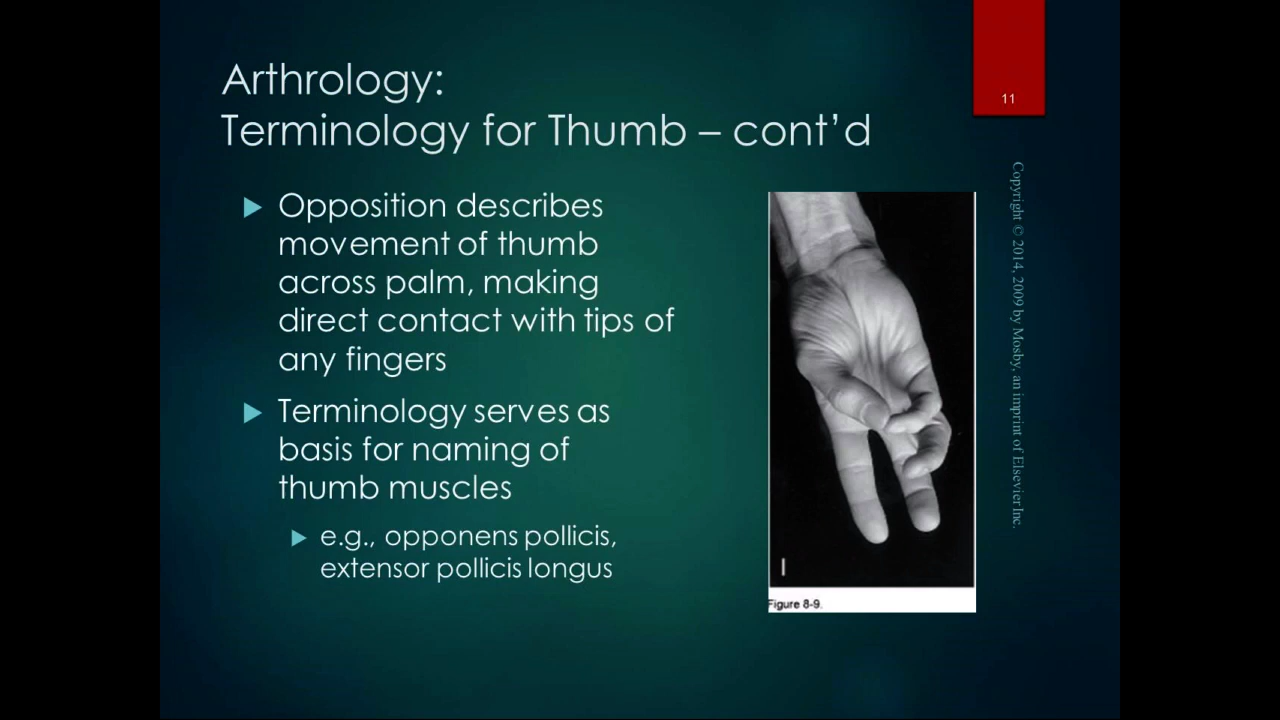 Arthrology:
Terminology for Thumb – cont’d
11
Opposition describes
movement of thumb
across palm, making
direct contact with tips of
any fingers
Terminology serves as
basis for naming of
thumb muscles
e.g., opponens pollicis,
extensor pollicis longus
Figure 8-9.
Copyright © 2014, 2009 by Mosby, an imprint of Elsevier Inc.